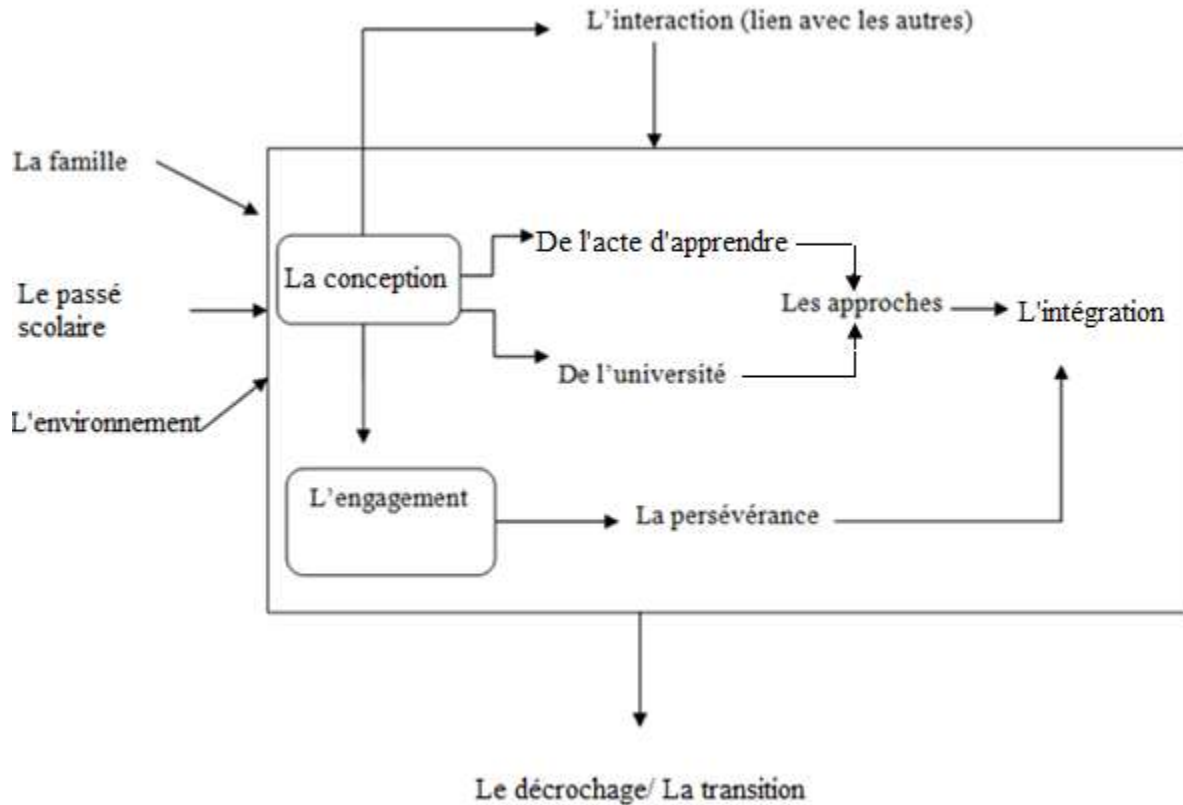 L’interaction (lien avec les autres)
La famille
De l'acte d'apprendre
La conception
Le passé
scolaire
Les approches
L'intégration
De l’université
L'environnement
L’engagement
La persévérance
Le décrochage/ La transition